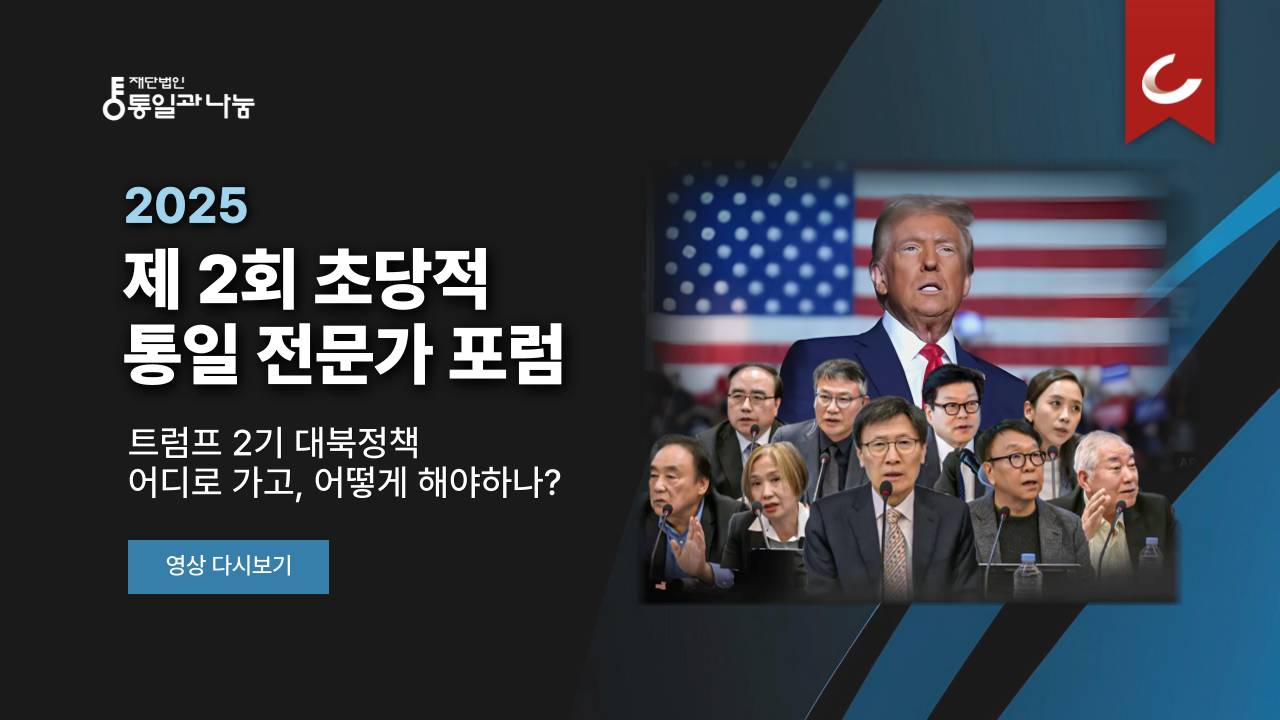 재단법인
통일과 나눔
2025
제 2회 초당적
통일 전문가 포럼
트럼프 2기 대북정책
어디로 가고, 어떻게 해야하나?
영상 다시보기